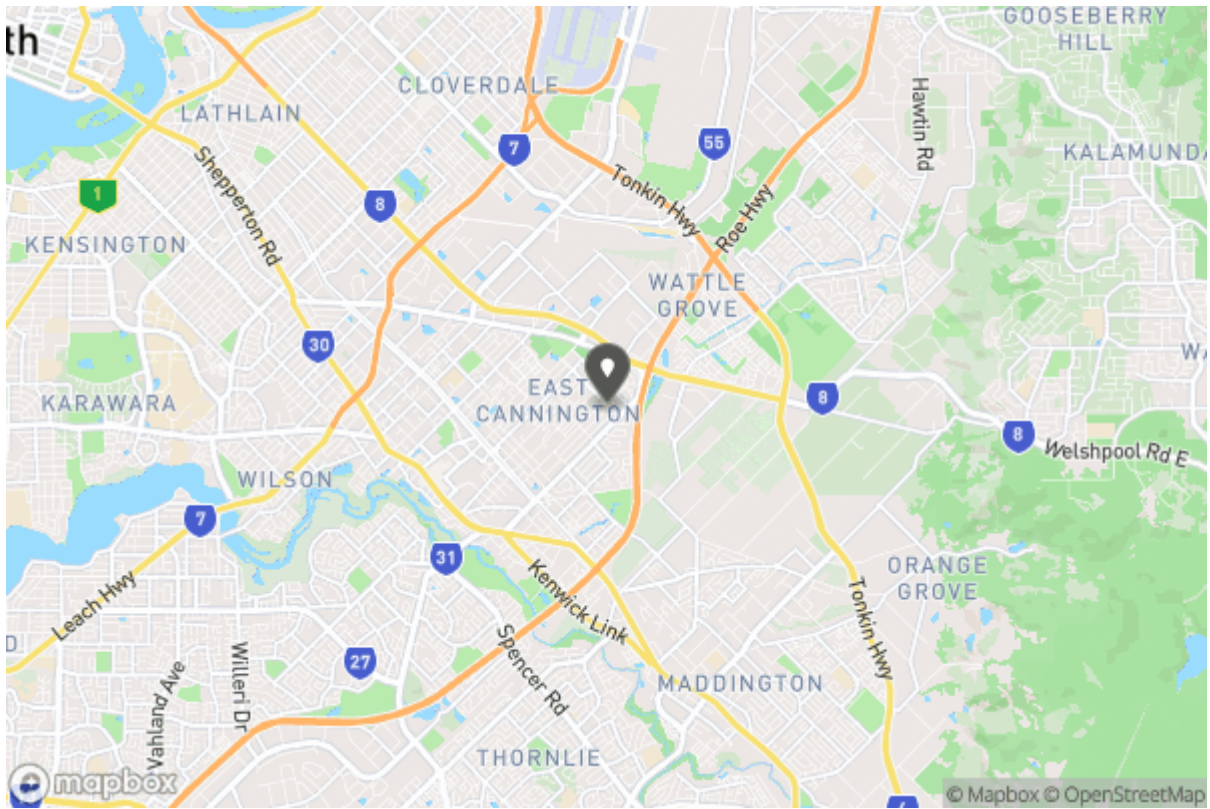 GOOSEBERRY
HILL
th
CLOVERDALE
LATHLAIN
Hawtin Rd
55
7
KALAMUNDA
Tonkin Hwy
Shepperton Rd
1
8
Roe Hwy
KENSINGTON
WATTLE
GROVE
30
WA
EAST
CANNINGTON
KARAWARA
8
8
Welshpool Rd E
WILSON
7
31
ORANGE
GROVE
Leach Hwy
Kenwick Link
Tonkin Hwy
27
Spencer Rd
Willeri Dr
Vahland Ave
D
MADDINGTON
THORNLIE
mapbox
© Mapbox © OpenStreetMap